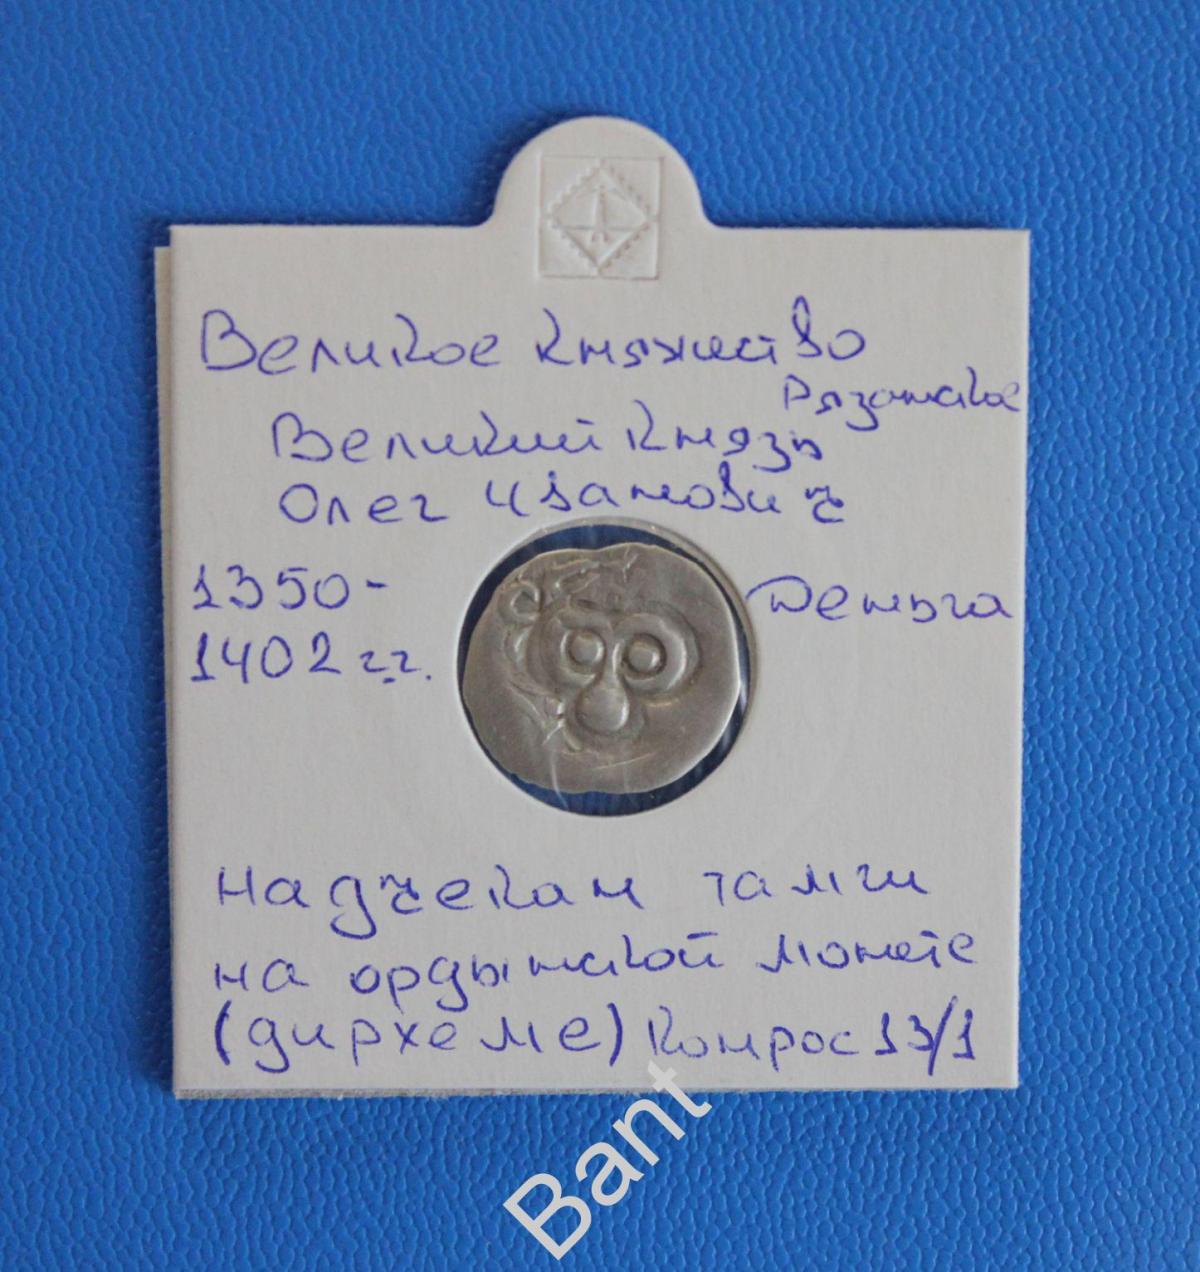 Великое княжество
Рязанское
Великий князь
Олег Иванович
1350-
1402 г.г.
Деньга
Надчекан тамги
на ордынской монете
(дирхеме) Конрос 13/1
Bant